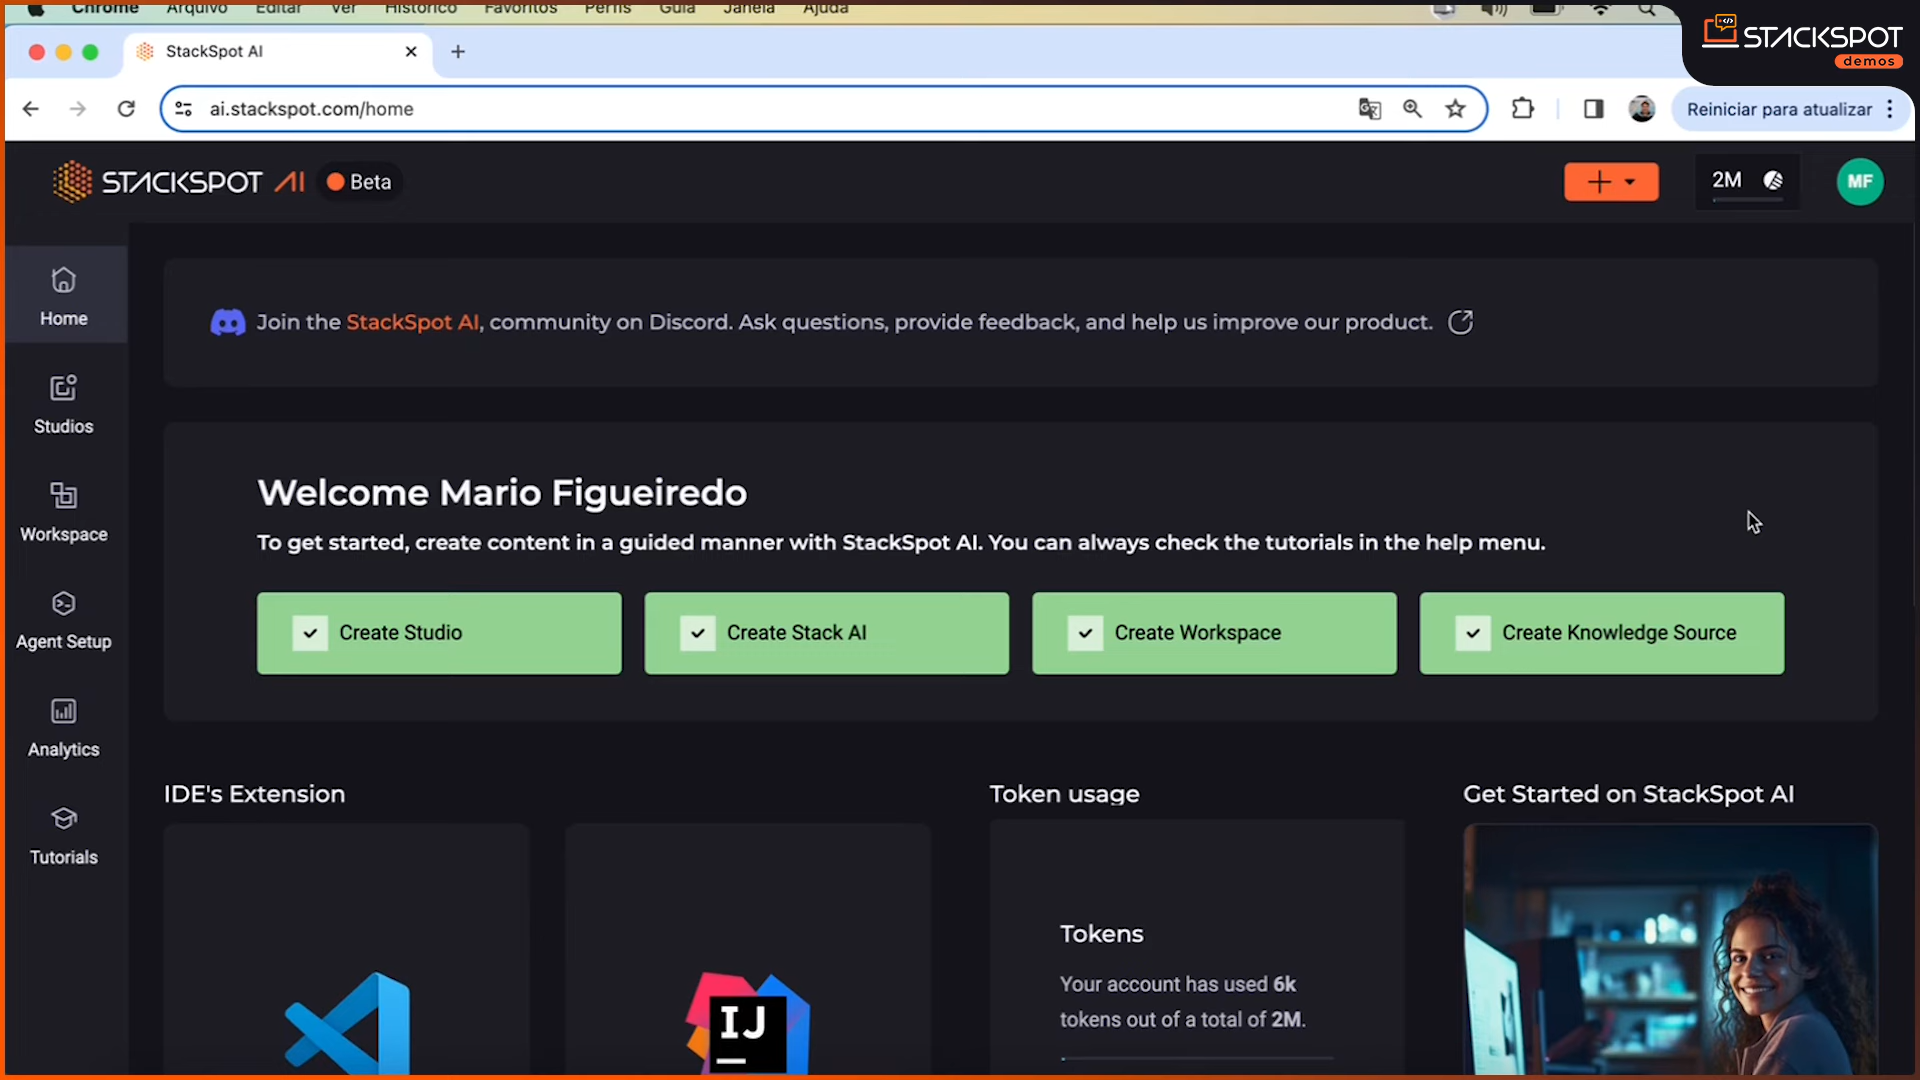 Chrome Arquivo Editar Ver Histórico Favoritos Perfis Guia Janela Ajuda
STACKSPOT
demos
StackSpot AI
ai.stackspot.com/home
Reiniciar para atualizar
STACKSPOT AI
Beta
2M
MF
Home
Studios
Workspace
Agent Setup
Analytics
Tutorials
Join the StackSpot AI, community on Discord. Ask questions, provide feedback, and help us improve our product.
Welcome Mario Figueiredo
To get started, create content in a guided manner with StackSpot AI. You can always check the tutorials in the help menu.
Create Studio
Create Stack AI
Create Workspace
Create Knowledge Source
IDE's Extension
Token usage
Get Started on StackSpot AI
IJ
Tokens
Your account has used 6k
tokens out of a total of 2M.